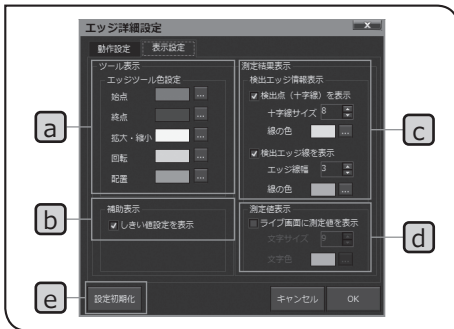 エッジ詳細設定
x
動作設定 表示設定
ツール表示
エッジツール色設定
始点 ...
終点 ...
拡大・縮小 ...
回転 ...
配置 ...
補助表示
しきい値設定を表示
測定結果表示
検出エッジ情報表示
検出点（十字線）を表示
十字線サイズ 8
線の色 ...
検出エッジ線を表示
エッジ線幅 3
線の色 ...
測定値表示
ライブ画面に測定値を表示
文字サイズ 9
文字色 ...
設定初期化 キャンセル OK
a
b
c
d
e